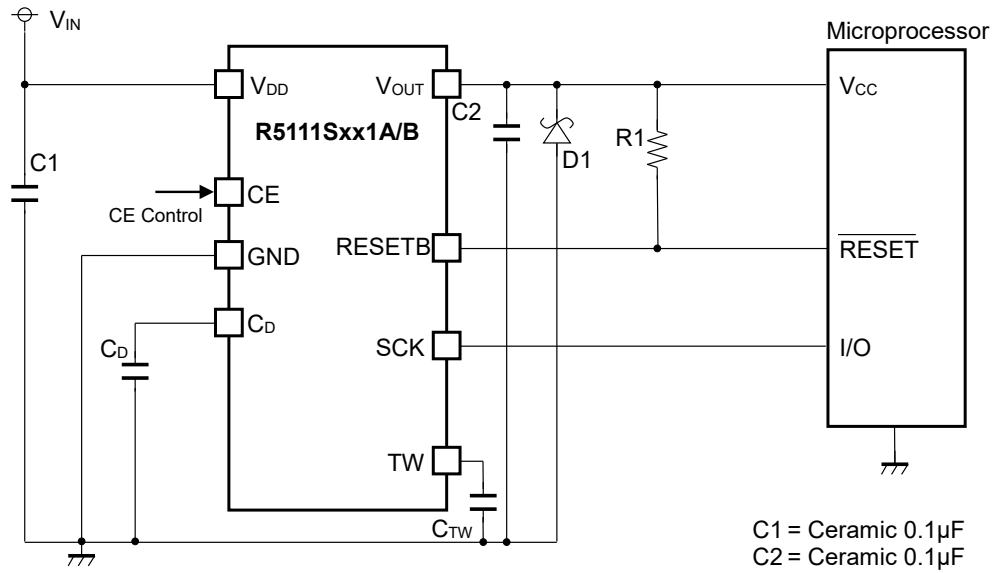 VIN
Microprocessor
VDD
VOUT
C2
VCC
R5111Sxx1A/B
R1
D1
C1
CE
CE Control
RESETB
RESET
GND
CD
CD
SCK
I/O
TW
CTW
C1 = Ceramic 0.1µF
C2 = Ceramic 0.1µF